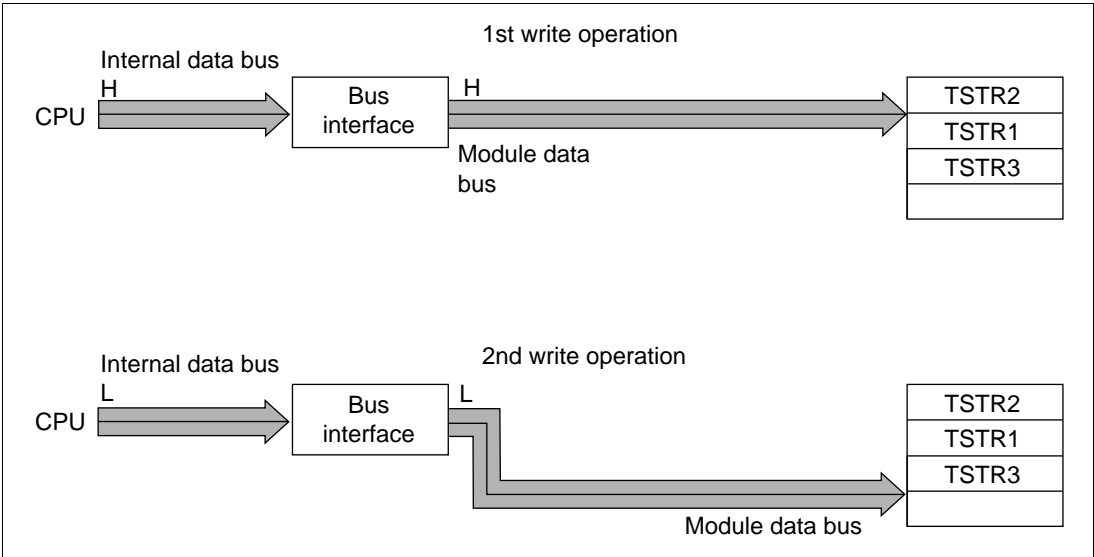 1st write operation
Internal data bus
H
CPU
Bus
interface
H
Module data
bus
TSTR2
TSTR1
TSTR3
2nd write operation
Internal data bus
L
CPU
Bus
interface
L
Module data bus
TSTR2
TSTR1
TSTR3